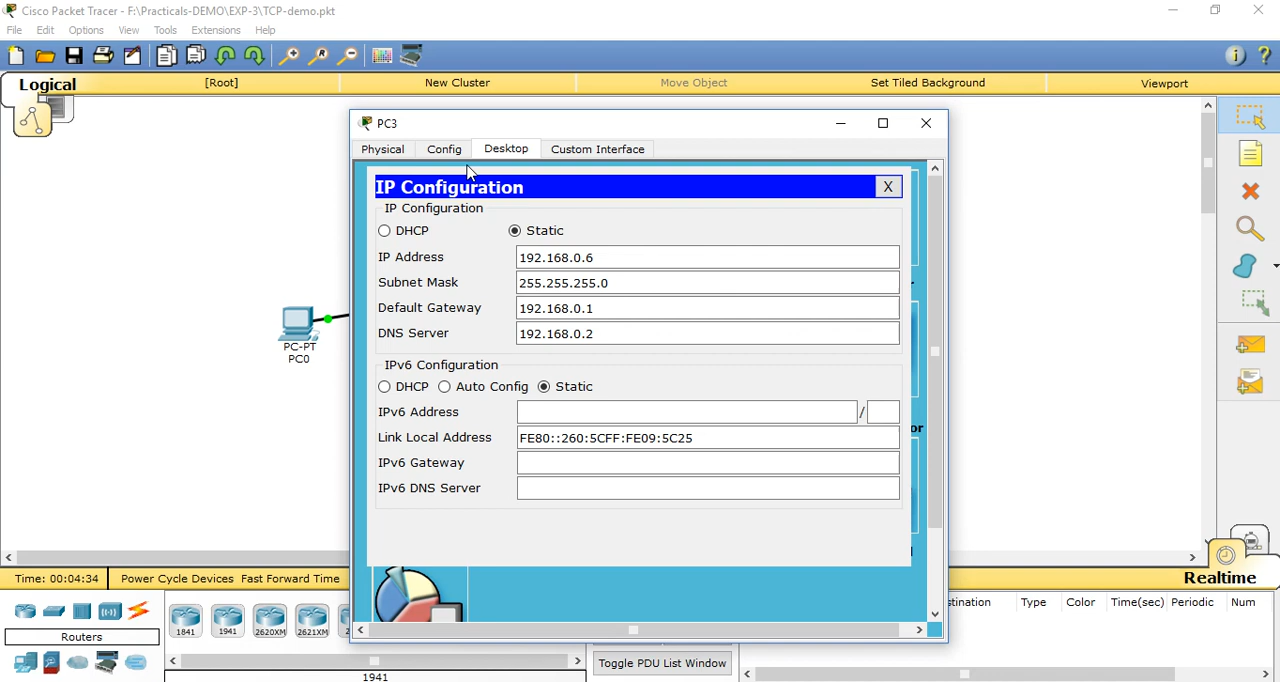 Cisco Packet Tracer - F:\Practicals-DEMO\EXP-3\TCP-demo.pkt
File Edit Options View Tools Extensions Help
Logical [Root] New Cluster Move Object Set Tiled Background Viewport
PC3
Physical Config Desktop Custom Interface
IP Configuration X
IP Configuration
DHCP Static
IP Address 192.168.0.6
Subnet Mask 255.255.255.0
Default Gateway 192.168.0.1
DNS Server 192.168.0.2
IPv6 Configuration
DHCP Auto Config Static
IPv6 Address /
Link Local Address FE80::260:5CFF:FE09:5C25
IPv6 Gateway
IPv6 DNS Server
PC-PT
PC0
or
Time: 00:04:34 Power Cycle Devices Fast Forward Time
Realtime
stination Type Color Time(sec) Periodic Num
1841 1941 2620XM 2621XM
Routers
Toggle PDU List Window
1941